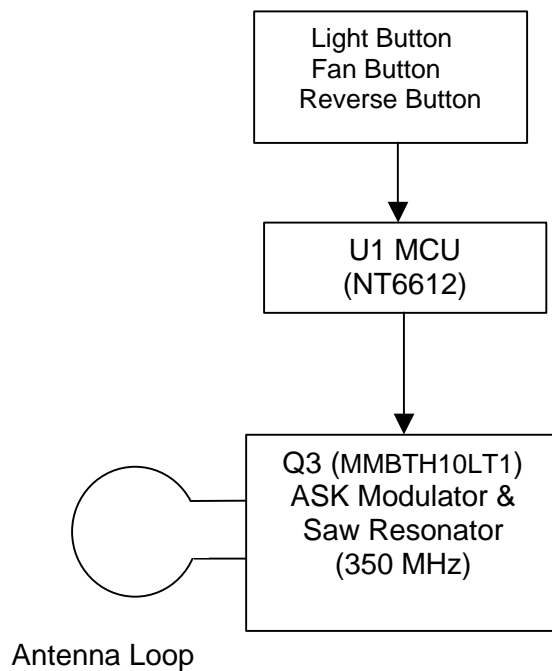 Light Button
Fan Button
Reverse Button
U1 MCU
(NT6612)
Q3 (MMBTH10LT1)
ASK Modulator &
Saw Resonator
(350 MHz)
Antenna Loop